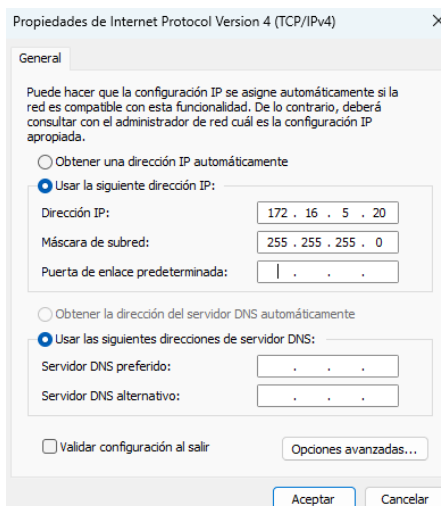 Propiedades de Internet Protocol Version 4 (TCP/IPv4)
General
Puede hacer que la configuración IP se asigne automáticamente si la
red es compatible con esta funcionalidad. De lo contrario, deberá
consultar con el administrador de red cuál es la configuración IP
apropiada.
Obtener una dirección IP automáticamente
Usar la siguiente dirección IP:
Dirección IP: 172 . 16 . 5 . 20
Máscara de subred: 255 . 255 . 255 . 0
Puerta de enlace predeterminada: . . .
Obtener la dirección del servidor DNS automáticamente
Usar las siguientes direcciones de servidor DNS:
Servidor DNS preferido: . . .
Servidor DNS alternativo: . . .
Validar configuración al salir Opciones avanzadas...
Aceptar Cancelar